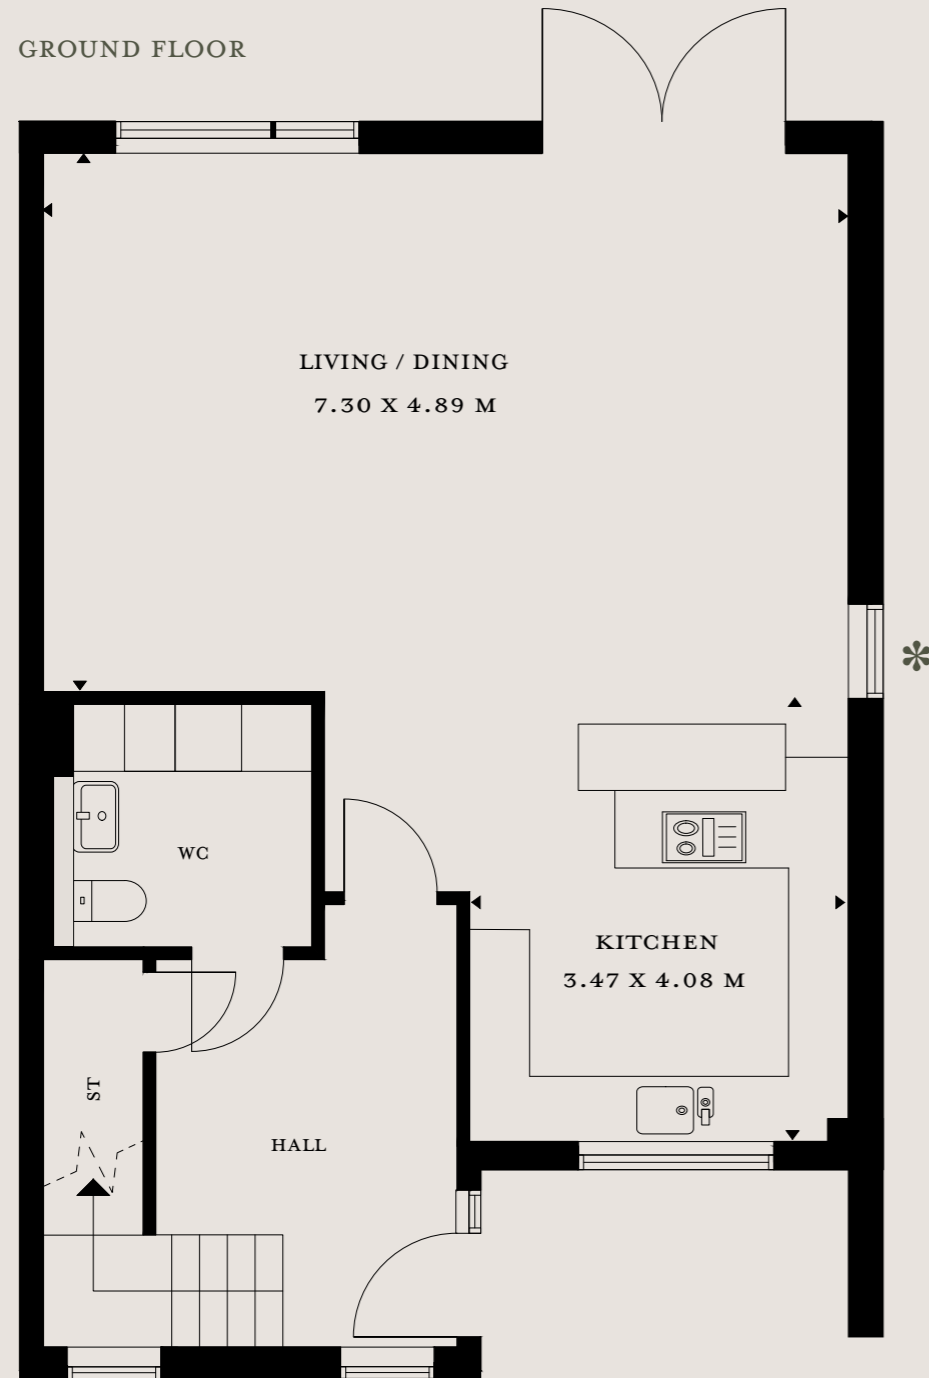 GROUND FLOOR
LIVING / DINING
7.30 X 4.89 M
WC
KITCHEN
3.47 X 4.08 M
ST
HALL
*